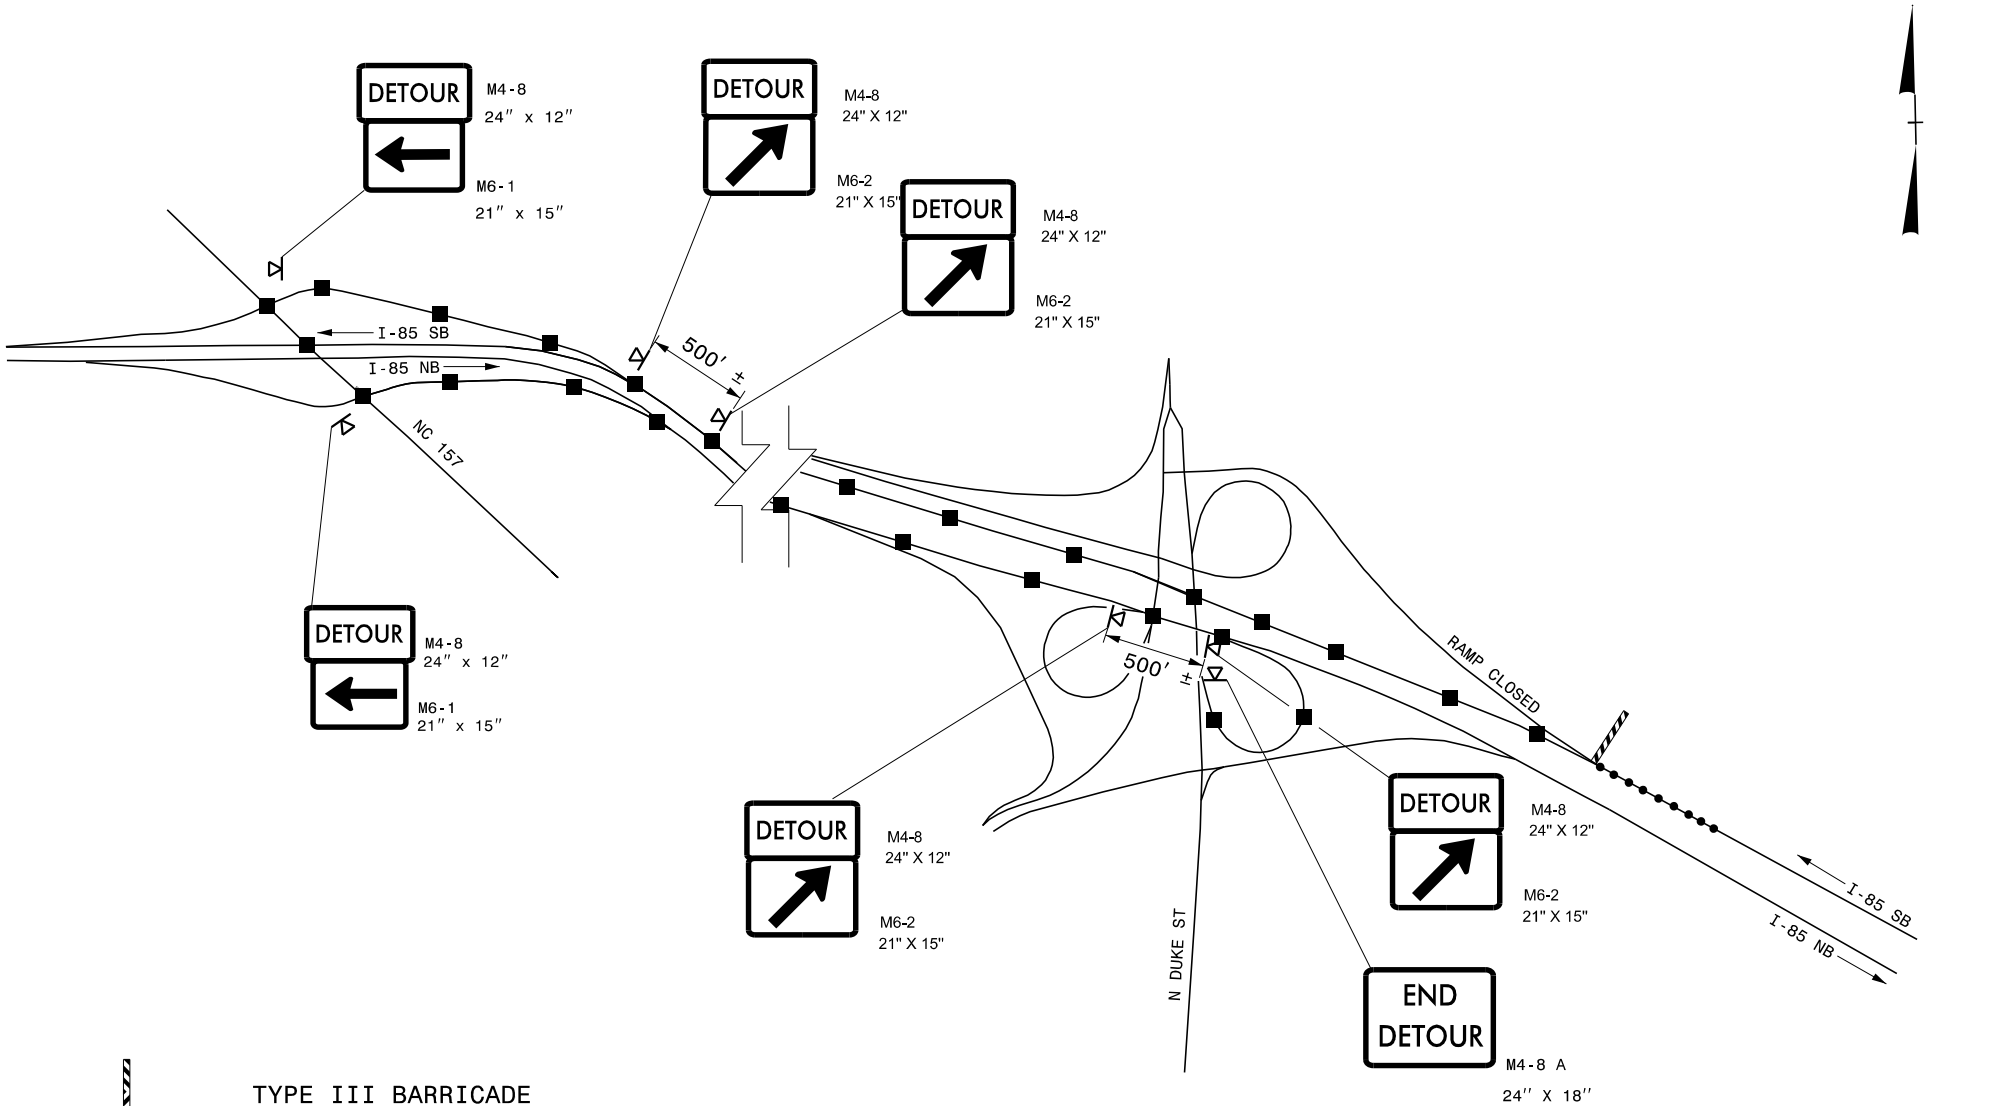 DETOUR
M4-8
24" x 12"
M6-1
21" x 15"
DETOUR
M4-8
24" X 12"
M6-2
21" X 15"
DETOUR
M4-8
24" X 12"
M6-2
21" X 15"
I-85 SB
I-85 NB
500' ±
NC 157
DETOUR
M4-8
24" x 12"
M6-1
21" x 15"
500' ±
RAMP CLOSED
DETOUR
M4-8
24" X 12"
M6-2
21" X 15"
DETOUR
M4-8
24" X 12"
M6-2
21" X 15"
I-85 SB
I-85 NB
N DUKE ST
END
DETOUR
M4-8 A
24'' X 18''
TYPE III BARRICADE